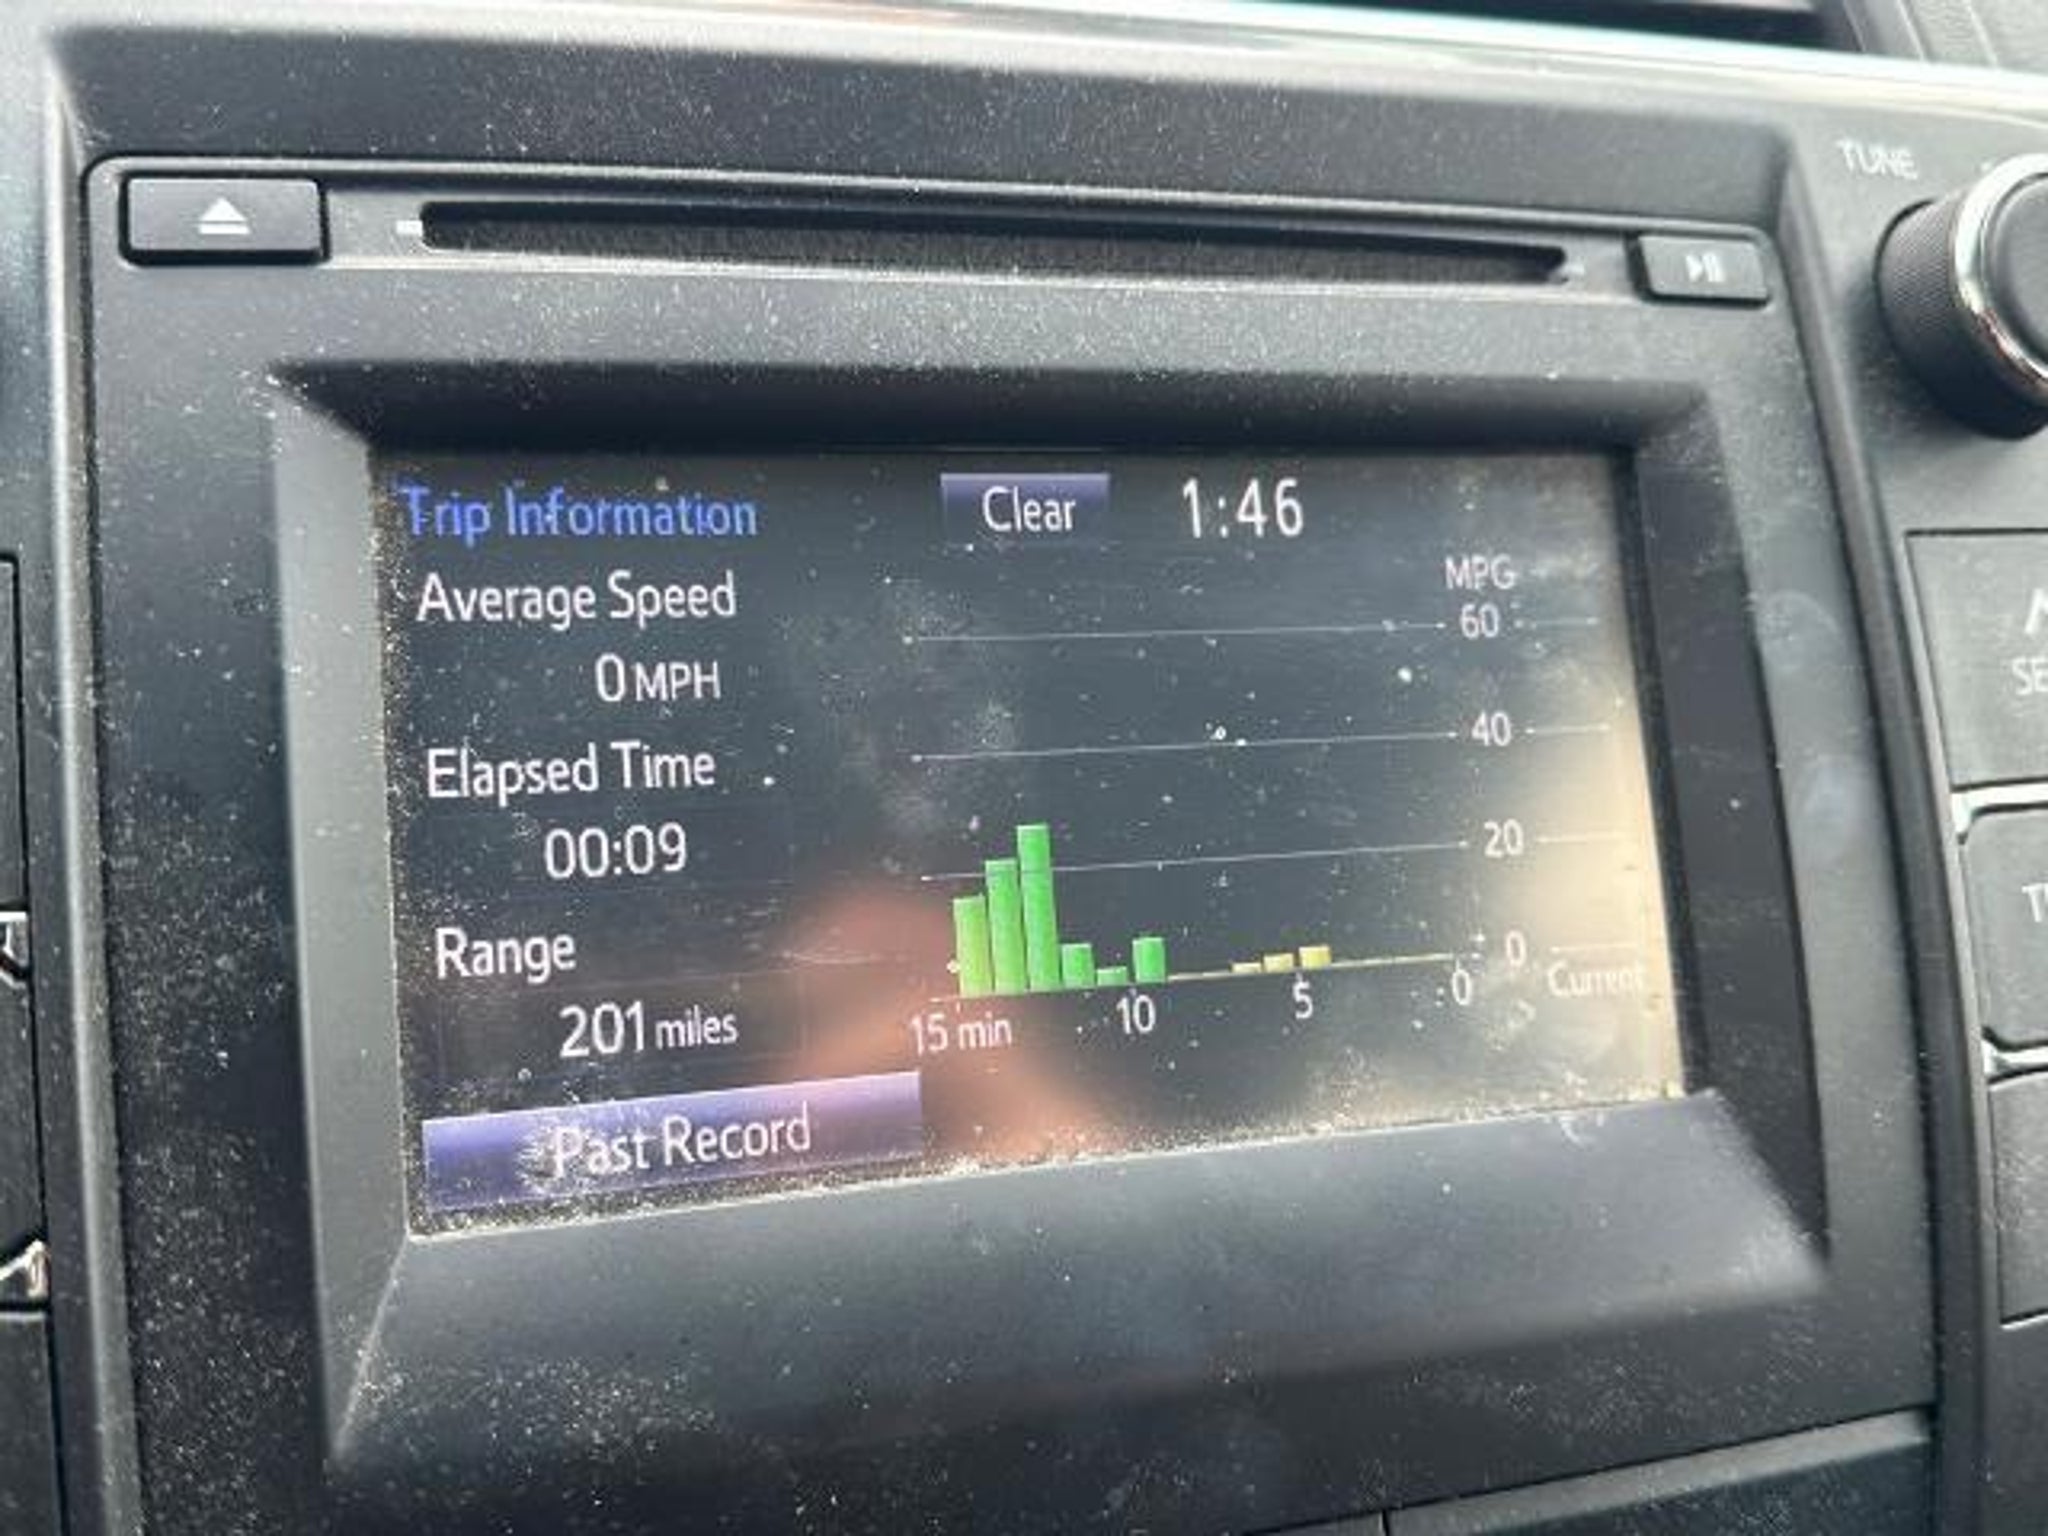 TUNE
Trip Information Clear 1:46
Average Speed
MPG
60
0 MPH
40
Elapsed Time
20
00:09
Range
0
Current
15 min 10 5 0
201 miles
Past Record